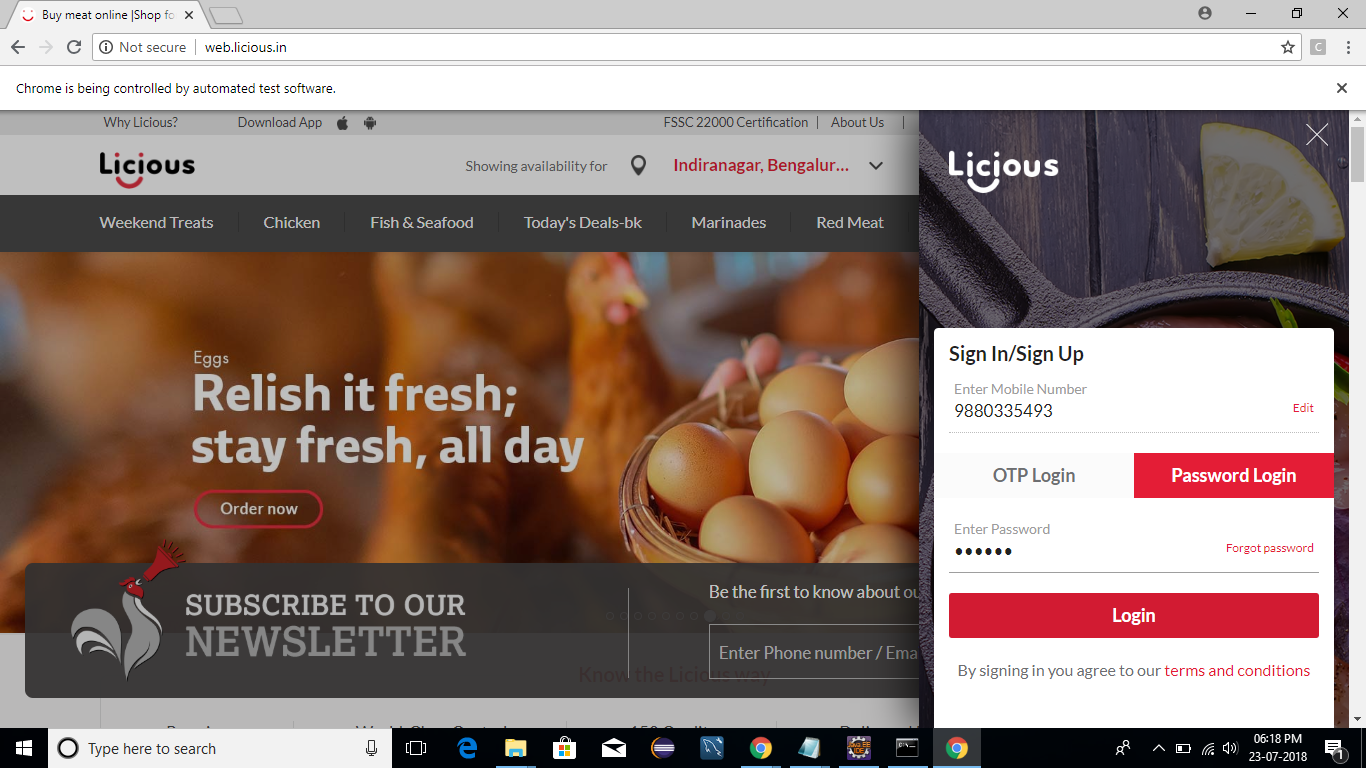 Buy meat online |Shop fo
Not secure
web.licious.in
Chrome is being controlled by automated test software.
Why Licious?
Download App
FSSC 22000 Certification |
About Us |
Licious
Showing availability for
Indiranagar, Bengalur...
Weekend Treats
Chicken
Fish & Seafood
Today's Deals-bk
Marinades
Red Meat
Eggs
Relish it fresh;
stay fresh, all day
Order now
SUBSCRIBE TO OUR
NEWSLETTER
Be the first to know about ou
Enter Phone number / Ema
Know the Licious way
Licious
Sign In/Sign Up
Enter Mobile Number
9880335493
Edit
OTP Login
Password Login
Enter Password
••••••
Forgot password
Login
By signing in you agree to our terms and conditions
Type here to search
06:18 PM
23-07-2018
1